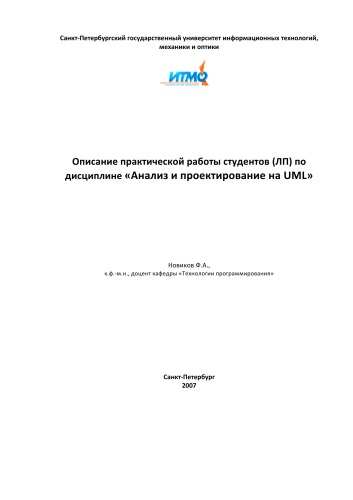 Санкт-Петербургский государственный университет информационных технологий,
механики и оптики
ИТМО
Описание практической работы студентов (ЛП) по
дисциплине «Анализ и проектирование на UML»
Новиков Ф.А.,
к.ф.-м.н., доцент кафедры «Технологии программирования»
Санкт-Петербург
2007